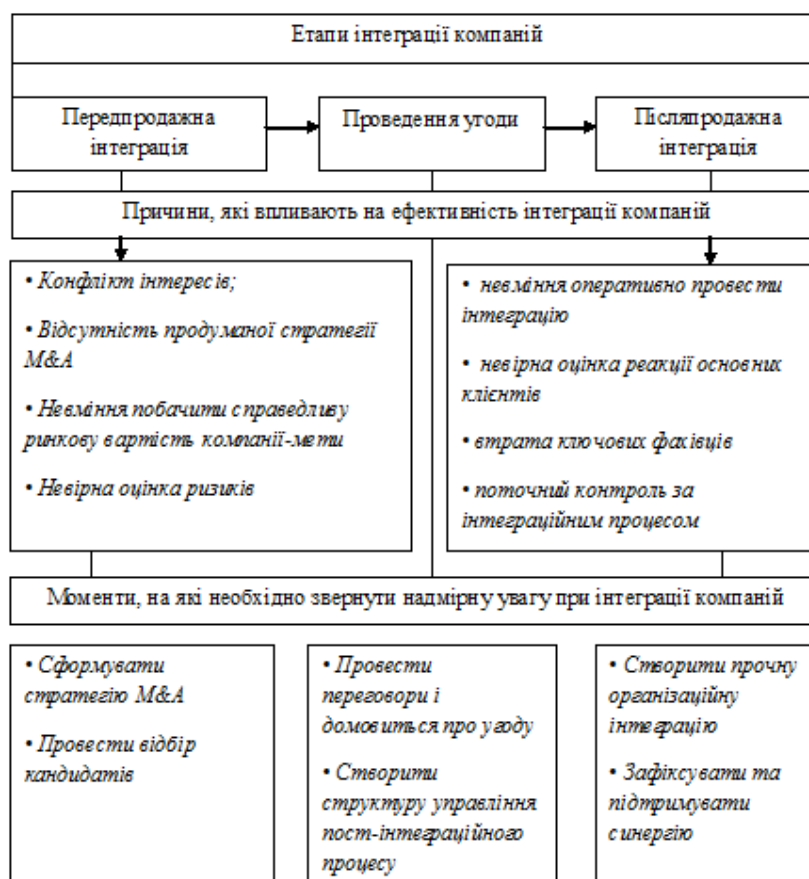 Етапи інтеграції компаній
Передпродажна
інтеграція
Проведення угоди
Післяпродажна
інтеграція
Причини, які впливають на ефективність інтеграції компаній
• Конфлікт інтересів;
• Відсутність продуманої стратегії
M&A
• Невміння побачити справедливу
ринкову вартість компанії-мети
• Невірна оцінка ризиків
• невміння оперативно провести
інтеграцію
• невірна оцінка реакції основних
клієнтів
• втрата ключових фахівців
• поточний контроль за
інтеграційним процесом
Моменти, на які необхідно звернути надмірну увагу при інтеграції компаній
• Сформувати
стратегію M&A
• Провести відбір
кандидатів
• Провести
переговори і
домовиться про угоду
• Створити
структуру управління
пост-інтеграційного
процесу
• Створити прочну
організаційну
інтеграцію
• Зафіксувати та
підтримувати
синергію